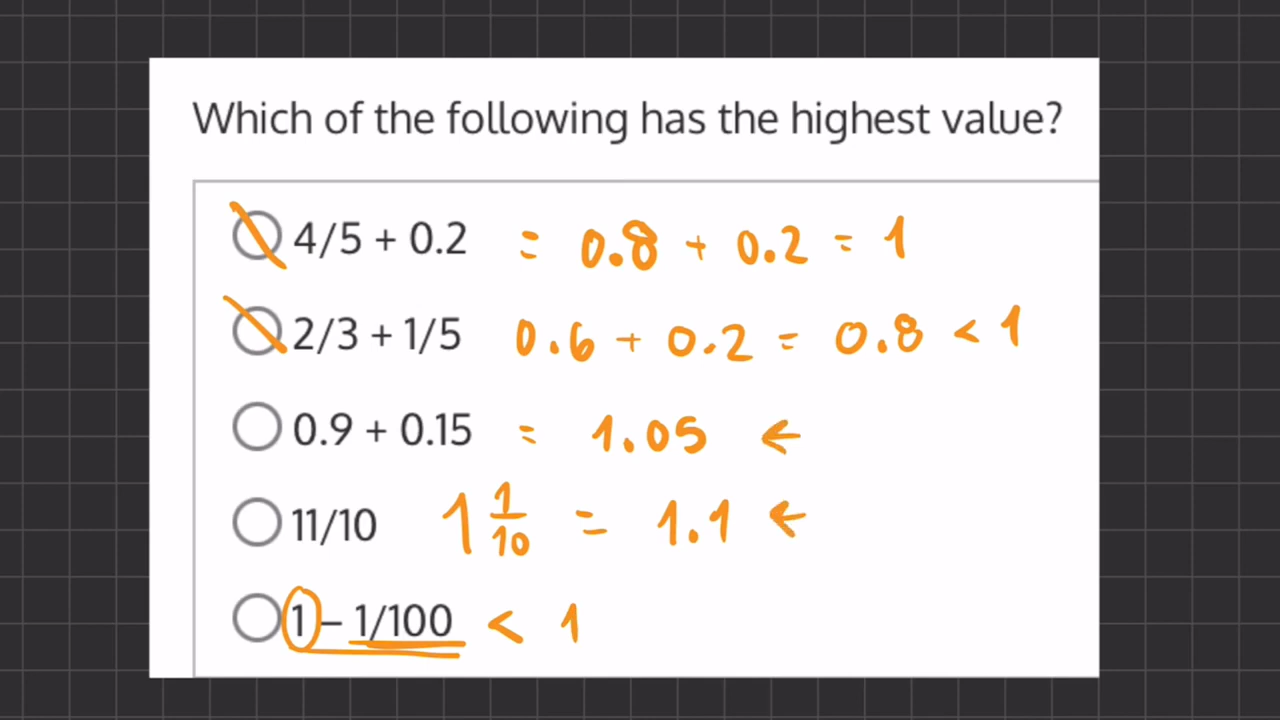 Which of the following has the highest value?
4/5 + 0.2 = 0.8 + 0.2 = 1
2/3 + 1/5 0.6 + 0.2 = 0.8 < 1
0.9 + 0.15 = 1.05 ←
11/10 1 1/10 = 1.1 ←
1 – 1/100 < 1